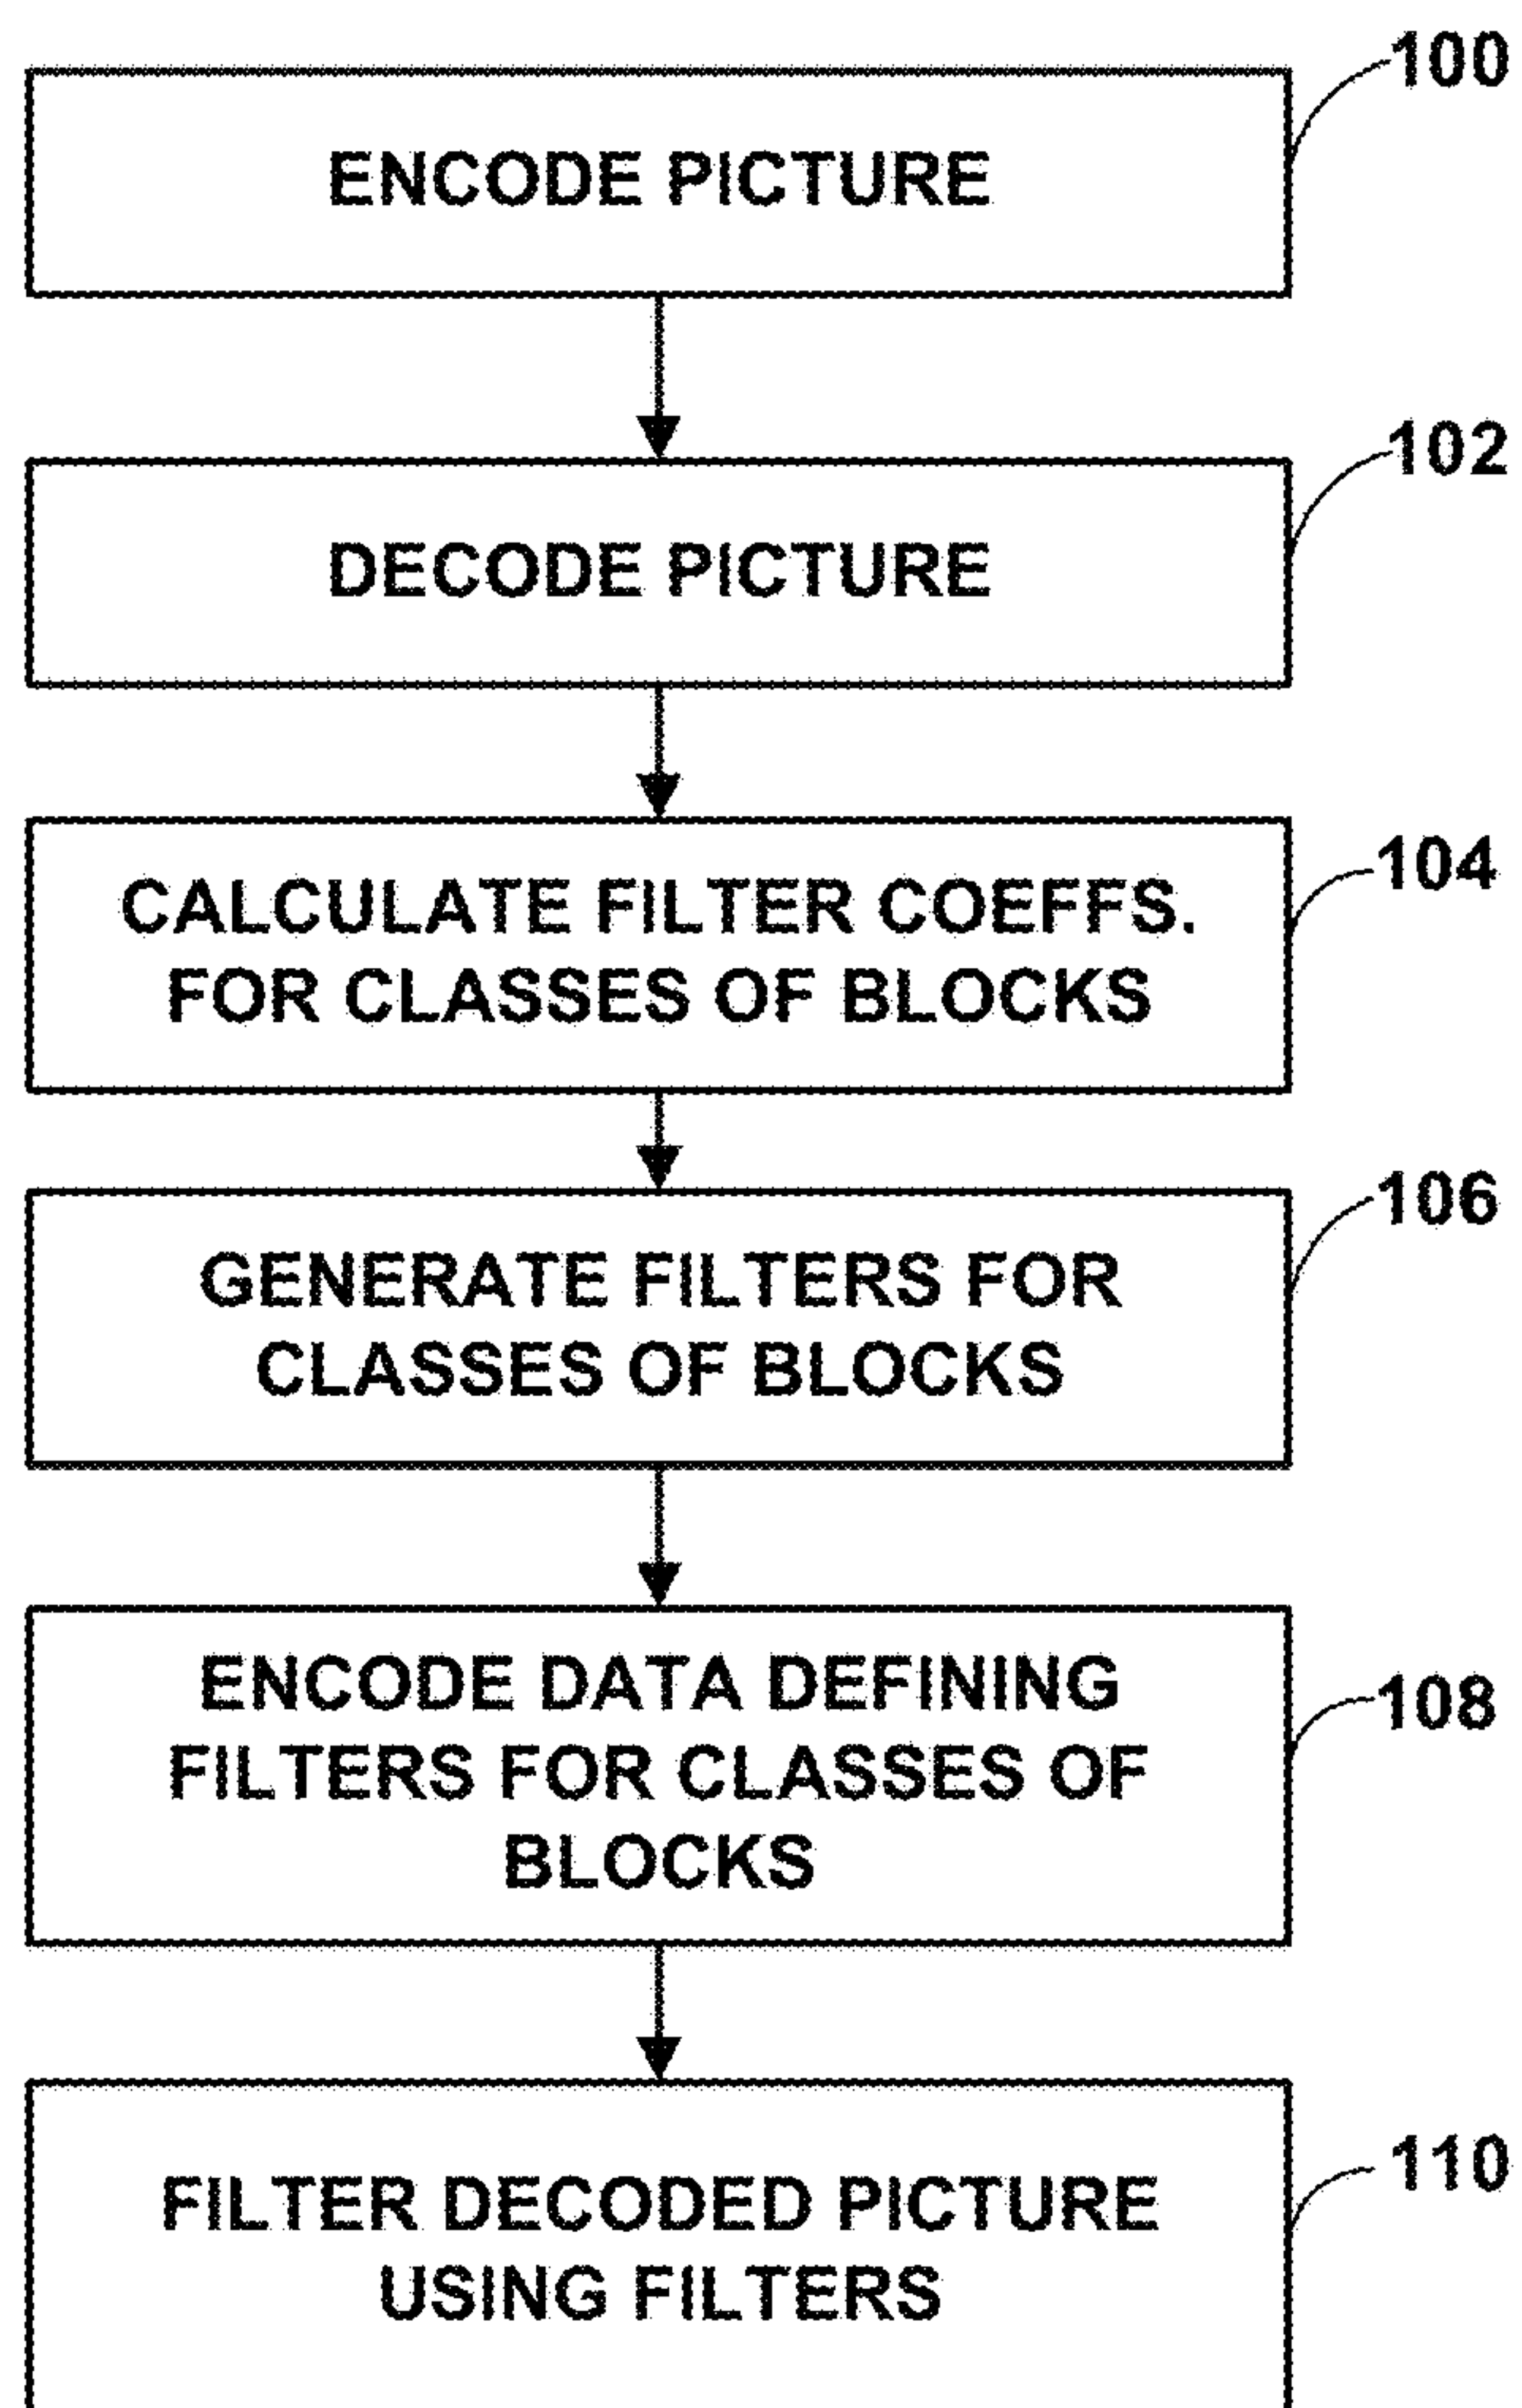 100
ENCODE PICTURE
102
DECODE PICTURE
104
CALCULATE FILTER COEFFS.
FOR CLASSES OF BLOCKS
106
GENERATE FILTERS FOR
CLASSES OF BLOCKS
108
ENCODE DATA DEFINING
FILTERS FOR CLASSES OF
BLOCKS
110
FILTER DECODED PICTURE
USING FILTERS